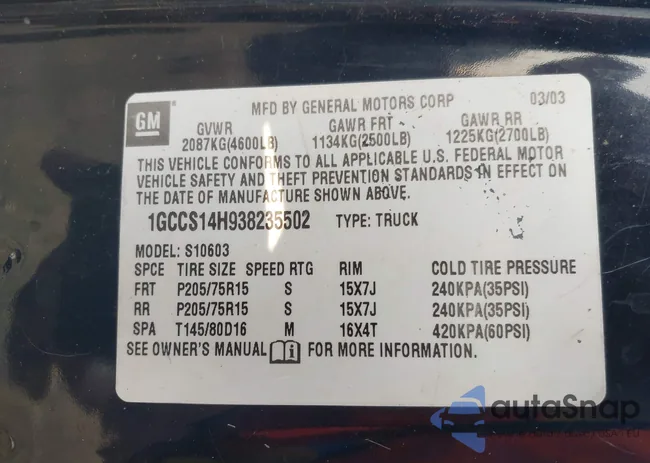 GM
MFD BY GENERAL MOTORS CORP 03/03
GVWR GAWR FRT GAWR RR
2087KG(4600LB) 1134KG(2500LB) 1225KG(2700LB)
THIS VEHICLE CONFORMS TO ALL APPLICABLE U.S. FEDERAL MOTOR
VEHICLE SAFETY AND THEFT PREVENTION STANDARDS IN EFFECT ON
THE DATE OF MANUFACTURE SHOWN ABOVE.
1GCCS14H938235502 TYPE: TRUCK
MODEL: S10603
SPCE TIRE SIZE SPEED RTG RIM COLD TIRE PRESSURE
FRT P205/75R15 S 15X7J 240KPA(35PSI)
RR P205/75R15 S 15X7J 240KPA(35PSI)
SPA T145/80D16 M 16X4T 420KPA(60PSI)
SEE OWNER'S MANUAL FOR MORE INFORMATION.
autoSnap